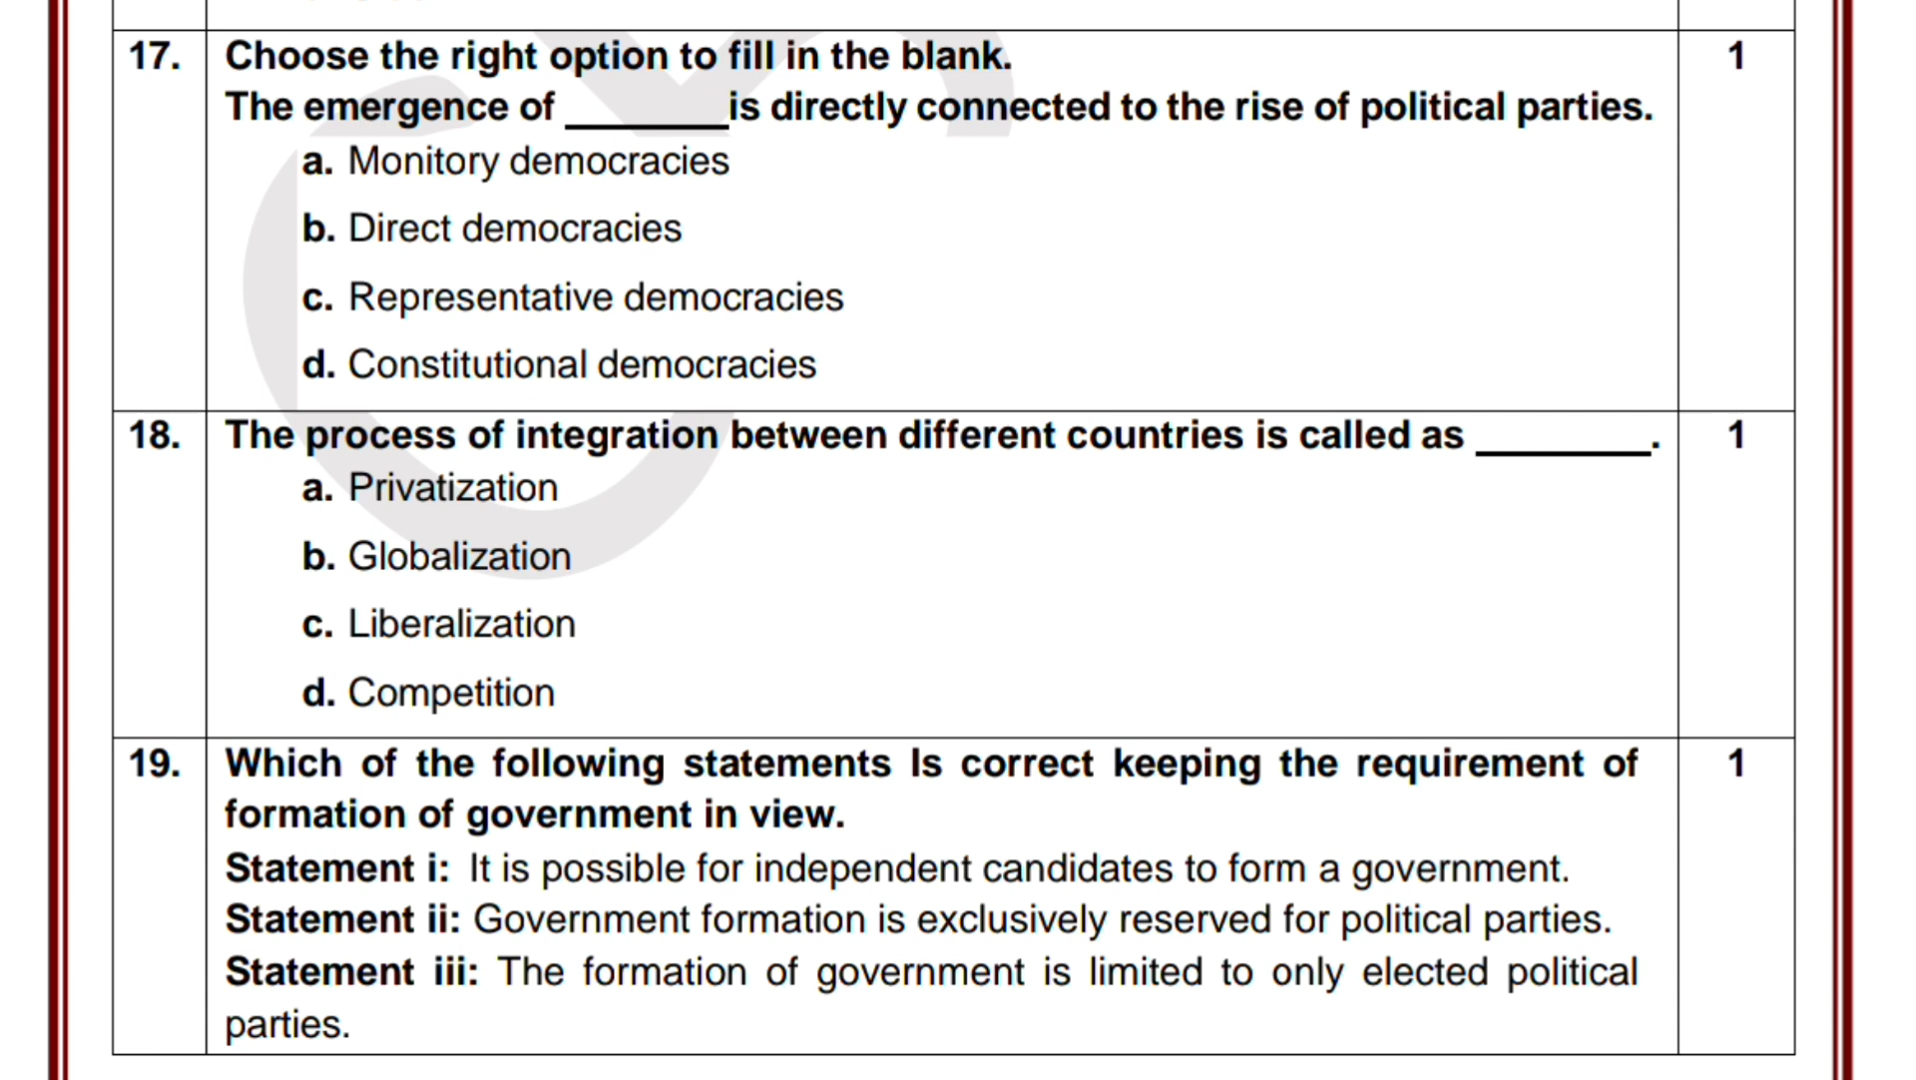 17. Choose the right option to fill in the blank. 1
The emergence of ________is directly connected to the rise of political parties.
a. Monitory democracies
b. Direct democracies
c. Representative democracies
d. Constitutional democracies
18. The process of integration between different countries is called as ________. 1
a. Privatization
b. Globalization
c. Liberalization
d. Competition
19. Which of the following statements Is correct keeping the requirement of 1
formation of government in view.
Statement i: It is possible for independent candidates to form a government.
Statement ii: Government formation is exclusively reserved for political parties.
Statement iii: The formation of government is limited to only elected political
parties.